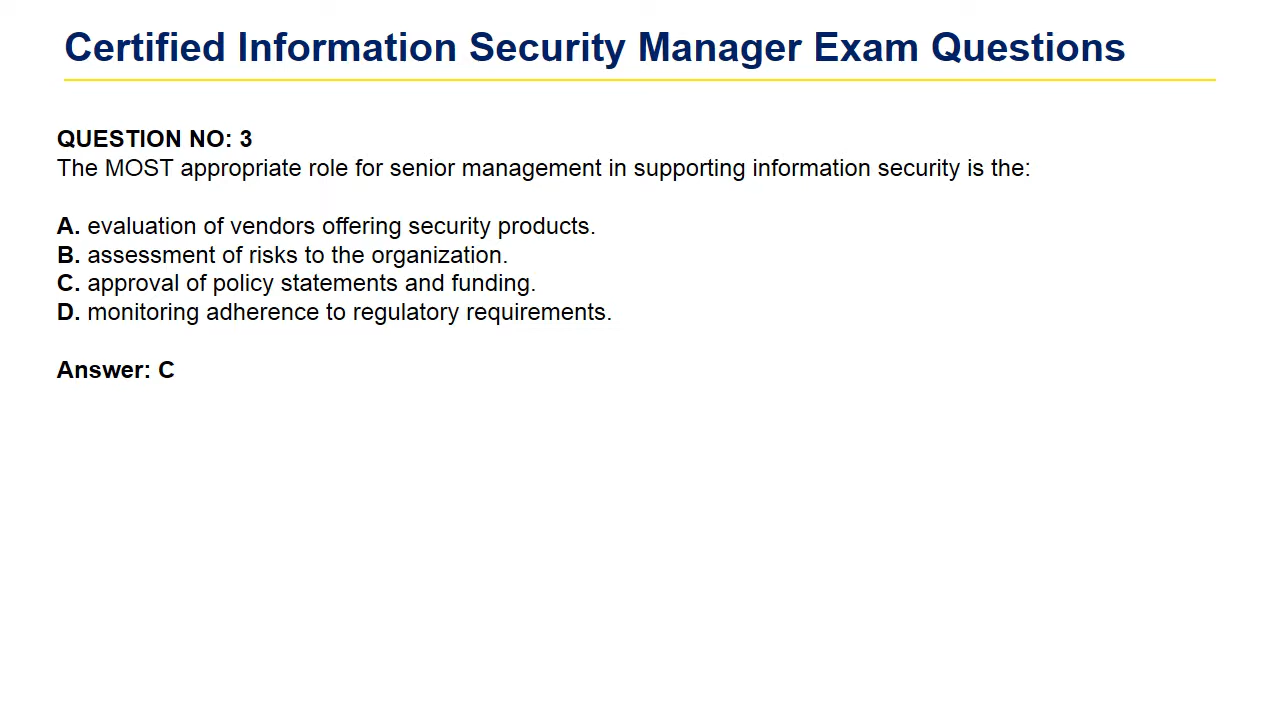 Certified Information Security Manager Exam Questions
QUESTION NO: 3
The MOST appropriate role for senior management in supporting information security is the:
A. evaluation of vendors offering security products.
B. assessment of risks to the organization.
C. approval of policy statements and funding.
D. monitoring adherence to regulatory requirements.
Answer: C